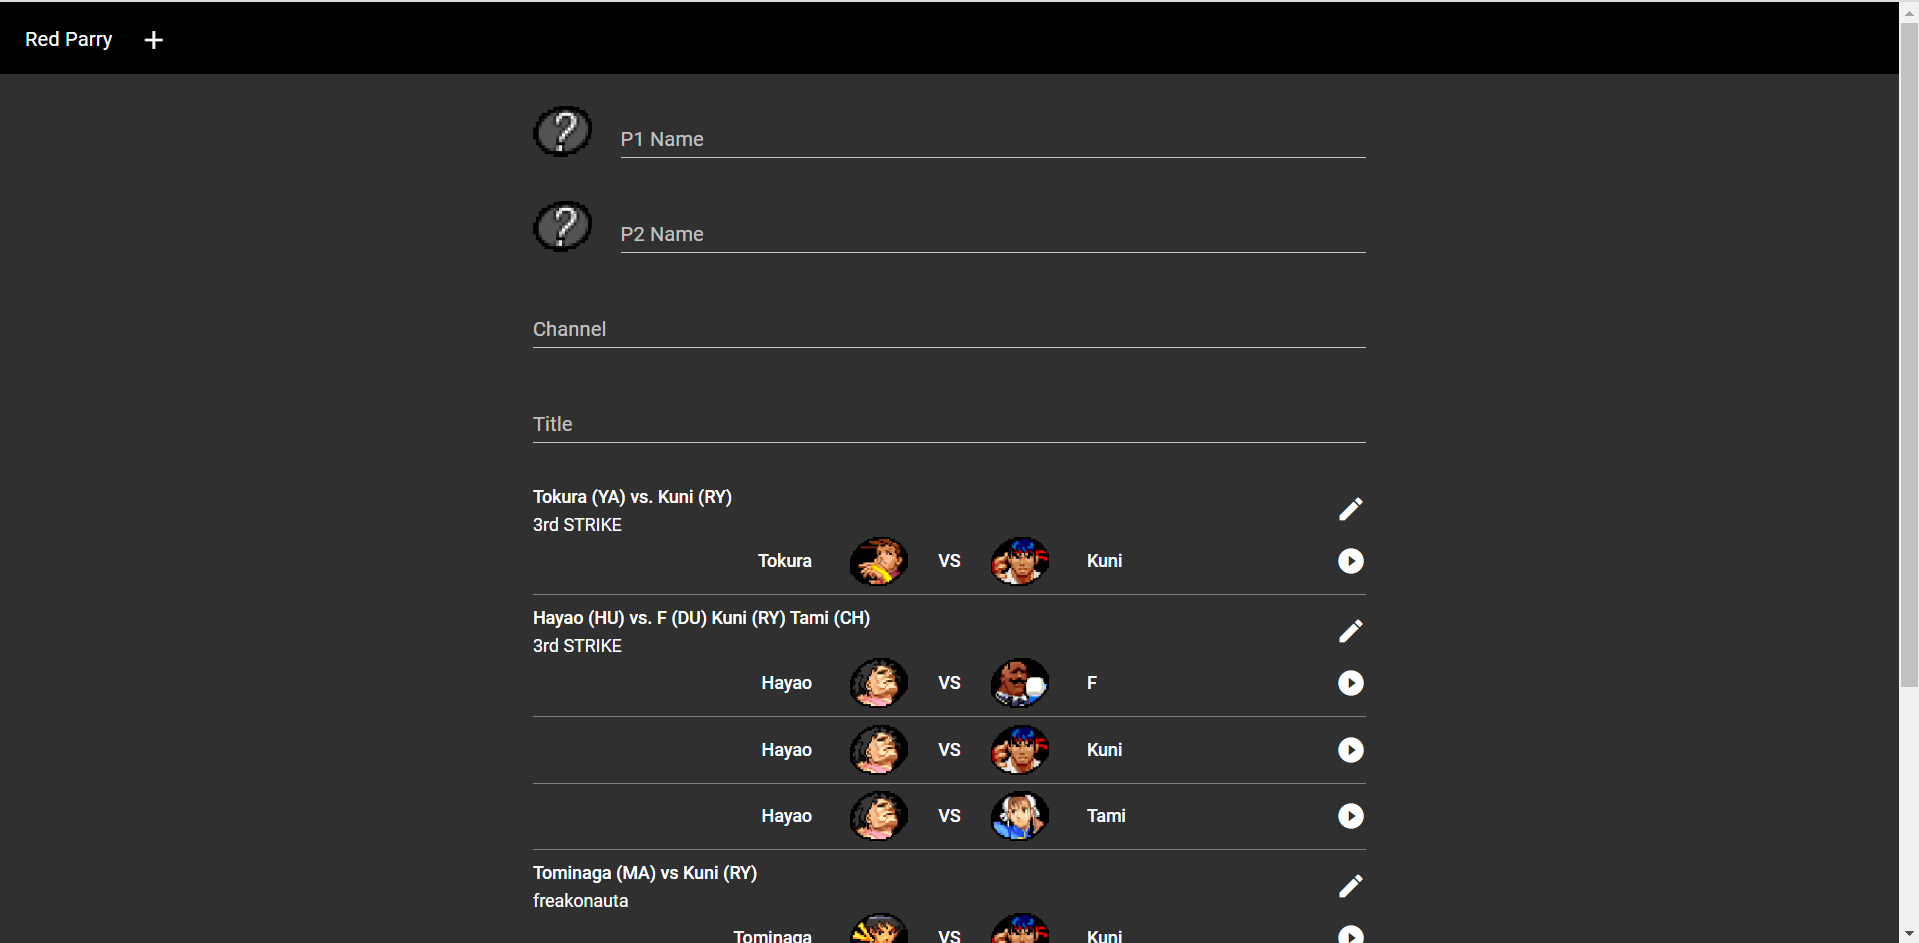 Red Parry +
P1 Name
P2 Name
Channel
Title
Tokura (YA) vs. Kuni (RY)
3rd STRIKE
Tokura VS Kuni
Hayao (HU) vs. F (DU) Kuni (RY) Tami (CH)
3rd STRIKE
Hayao VS F
Hayao VS Kuni
Hayao VS Tami
Tominaga (MA) vs Kuni (RY)
freakonauta
Tominaga VS Kuni